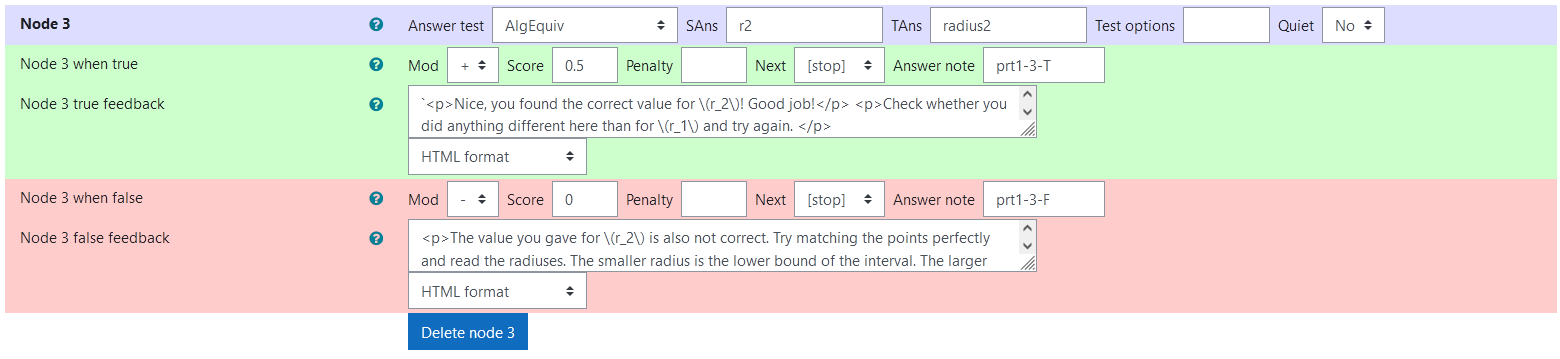 Node 3 Answer test AlgEquiv SAns r2 TAns radius2 Test options Quiet No
Node 3 when true Mod + Score 0.5 Penalty Next [stop] Answer note prt1-3-T
Node 3 true feedback `<p>Nice, you found the correct value for \(r_2\)! Good job!</p> <p>Check whether you
did anything different here than for \(r_1\) and try again. </p>
HTML format
Node 3 when false Mod - Score 0 Penalty Next [stop] Answer note prt1-3-F
Node 3 false feedback <p>The value you gave for \(r_2\) is also not correct. Try matching the points perfectly
and read the radiuses. The smaller radius is the lower bound of the interval. The larger
HTML format
Delete node 3